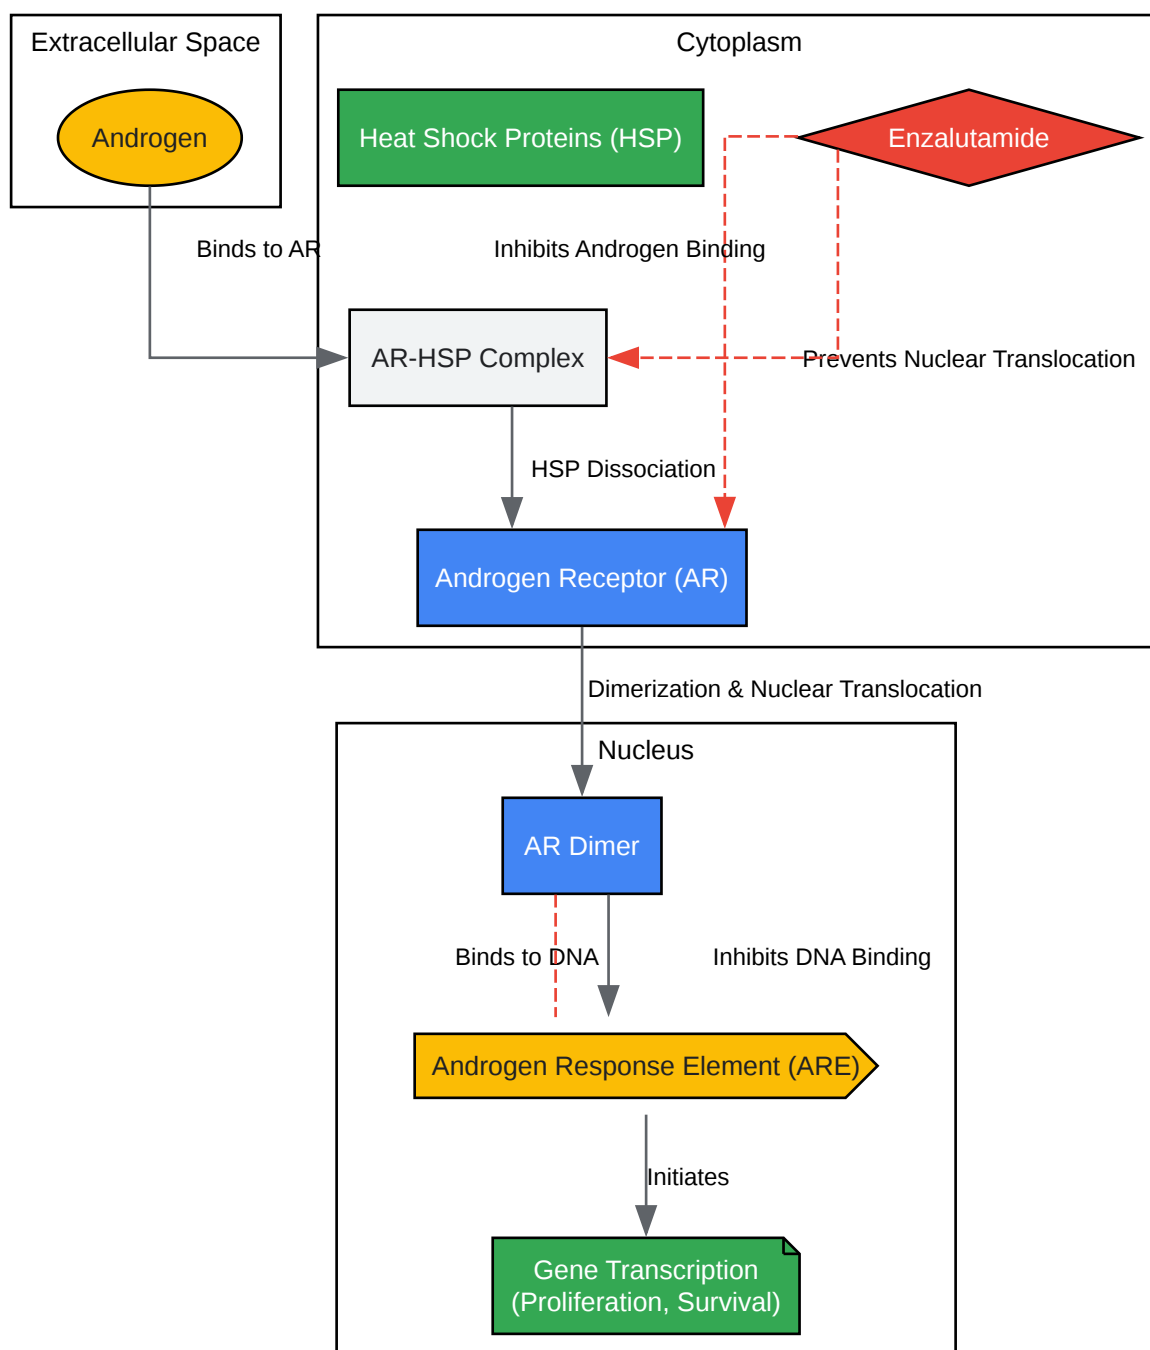 Extracellular Space
Cytoplasm
Androgen
Heat Shock Proteins (HSP)
Enzalutamide
Binds to AR
Inhibits Androgen Binding
AR-HSP Complex
Prevents Nuclear Translocation
HSP Dissociation
Androgen Receptor (AR)
Dimerization & Nuclear Translocation
Nucleus
AR Dimer
Binds to DNA
Inhibits DNA Binding
Androgen Response Element (ARE)
Initiates
Gene Transcription
(Proliferation, Survival)